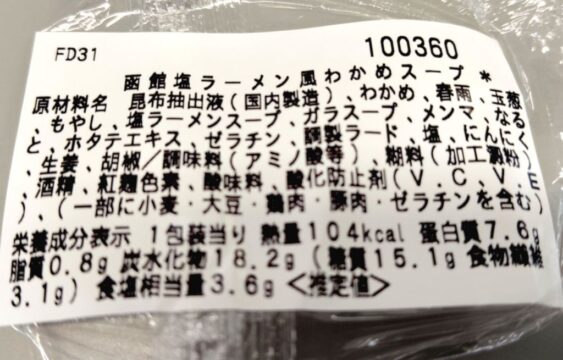 FD31 100360
函館塩ラーメン風わかめスープ*
原材料名 昆布抽出液(国内製造)、わかめ、春雨、玉葱
、もやし、塩ラーメンスープ、ガラスープ、メンマ、なる
と、ホタテエキス、ゼラチン、調製ラード、塩、にんにく
、生姜、胡椒/調味料(アミノ酸等)、糊料(加工澱粉)
、酒精、紅麹色素、酸味料、酸化防止剤(V.C、V.E
)、(一部に小麦・大豆・鶏肉・豚肉・ゼラチンを含む)
栄養成分表示 1包装当り 熱量104kcal 蛋白質7.6g
脂質0.8g 炭水化物18.2g(糖質15.1g 食物繊維
3.1g) 食塩相当量3.6g <推定値>